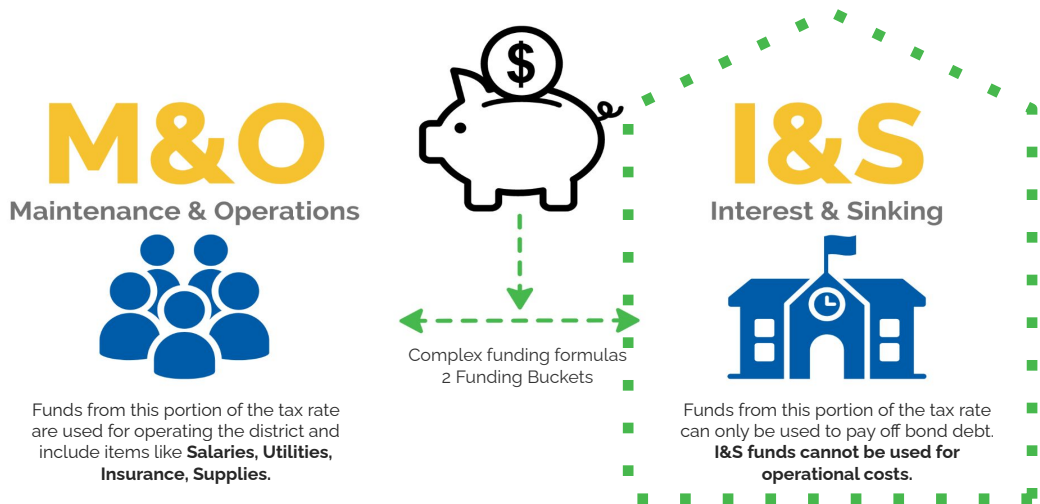 $
M&O
Maintenance & Operations
Funds from this portion of the tax rate
are used for operating the district and
include items like Salaries, Utilities,
Insurance, Supplies.
Complex funding formulas
2 Funding Buckets
I&S
Interest & Sinking
Funds from this portion of the tax rate
can only be used to pay off bond debt.
I&S funds cannot be used for
operational costs.